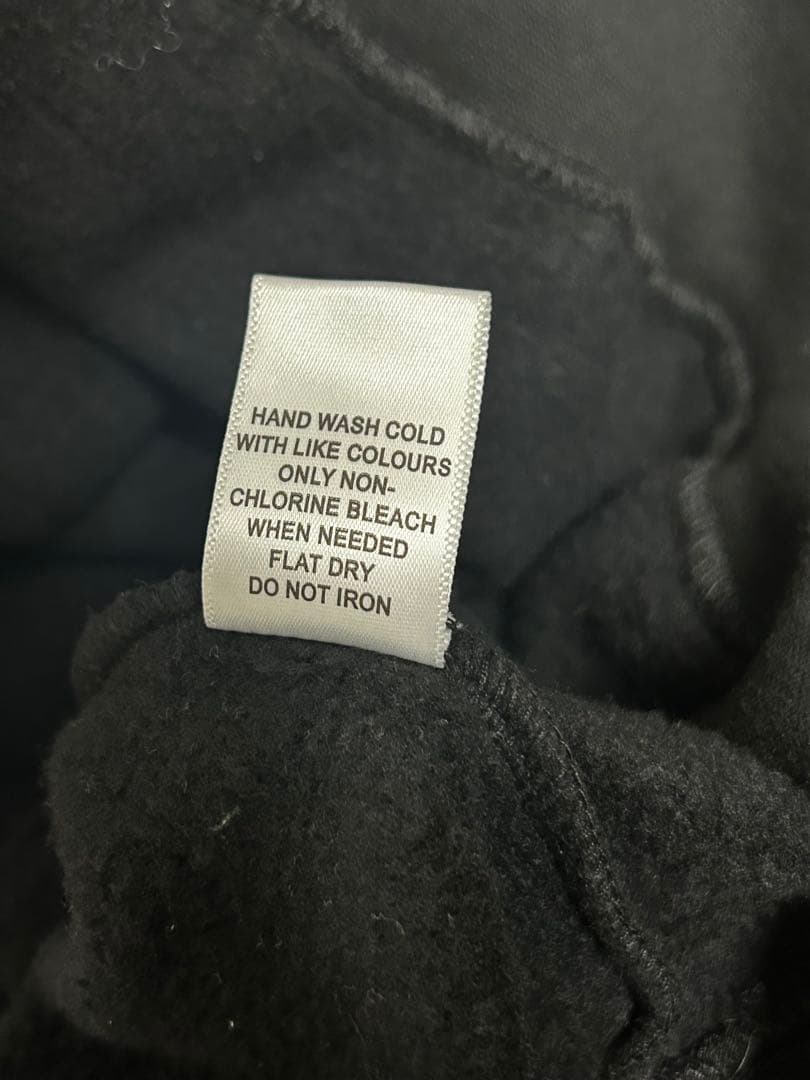 HAND WASH COLD
WITH LIKE COLOURS
ONLY NON-
CHLORINE BLEACH
WHEN NEEDED
FLAT DRY
DO NOT IRON